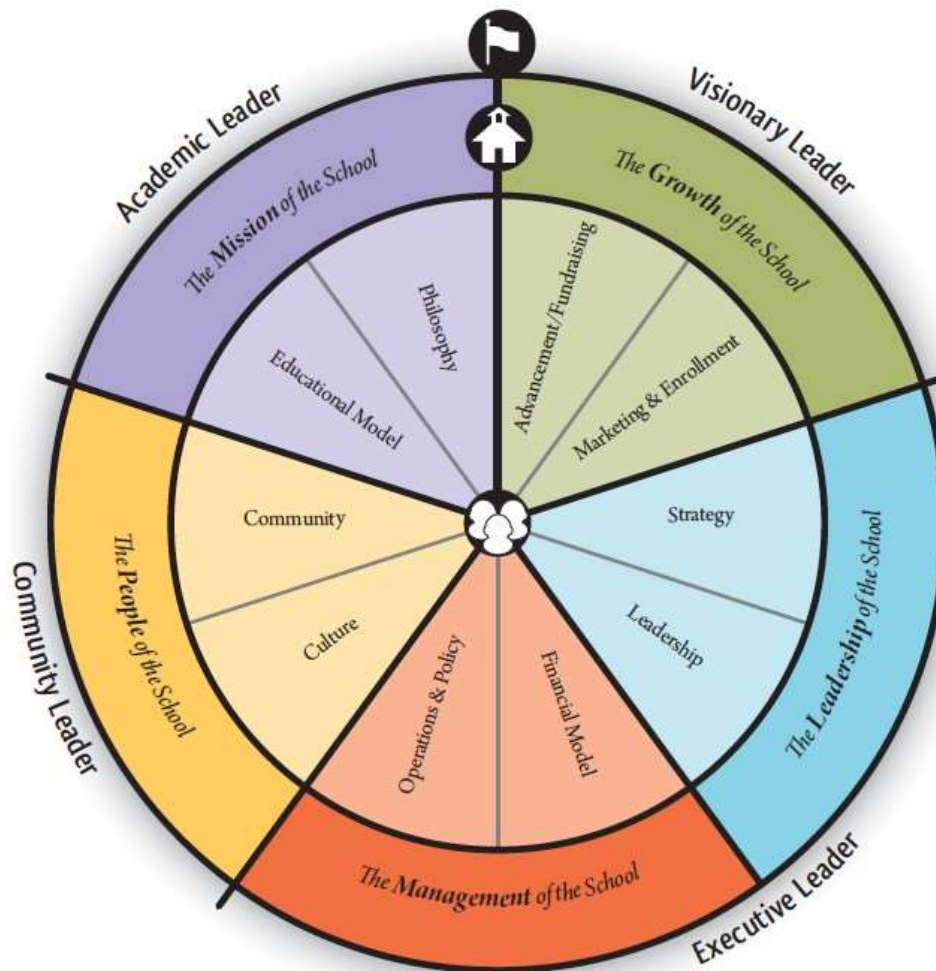 Academic Leader
Visionary Leader
The Mission of the School
The Growth of the School
Philosophy
Advancement/Fundraising
Educational Model
Marketing & Enrollment
Community
Strategy
Culture
Leadership
Operations & Policy
Financial Model
The People of the School
The Leadership of the School
Community Leader
The Management of the School
Executive Leader